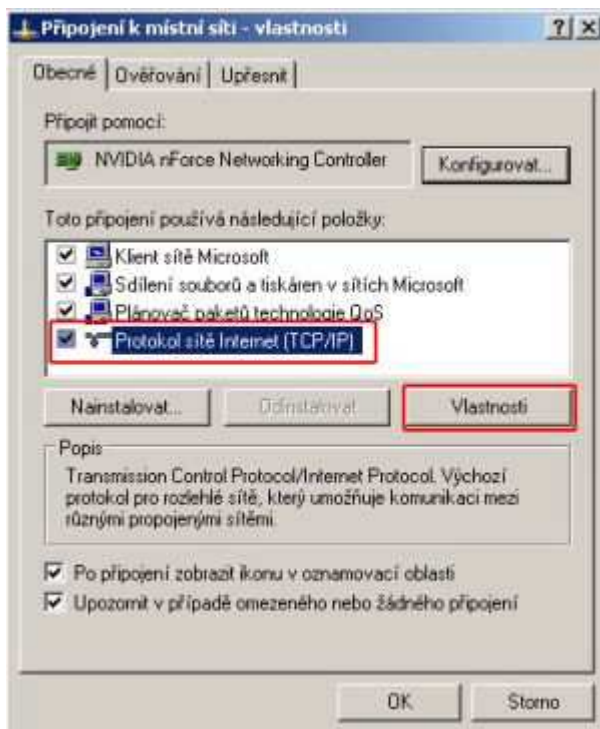 Připojení k místní síti - vlastnosti
Obecné Ověřování Upřesnit
Připojit pomocí:
NVIDIA nForce Networking Controller Konfigurovat...
Toto připojení používá následující položky:
Klient sítě Microsoft
Sdílení souborů a tiskáren v sítích Microsoft
Plánovač paketů technologie QoS
Protokol sítě Internet (TCP/IP)
Nainstalovat... Odinstalovat Vlastnosti
Popis
Transmission Control Protocol/Internet Protocol. Výchozí
protokol pro rozlehlé sítě, který umožňuje komunikaci mezi
různými propojenými sítěmi.
Po připojení zobrazit ikonu v oznamovací oblasti
Upozornit v případě omezeného nebo žádného připojení
OK Storno